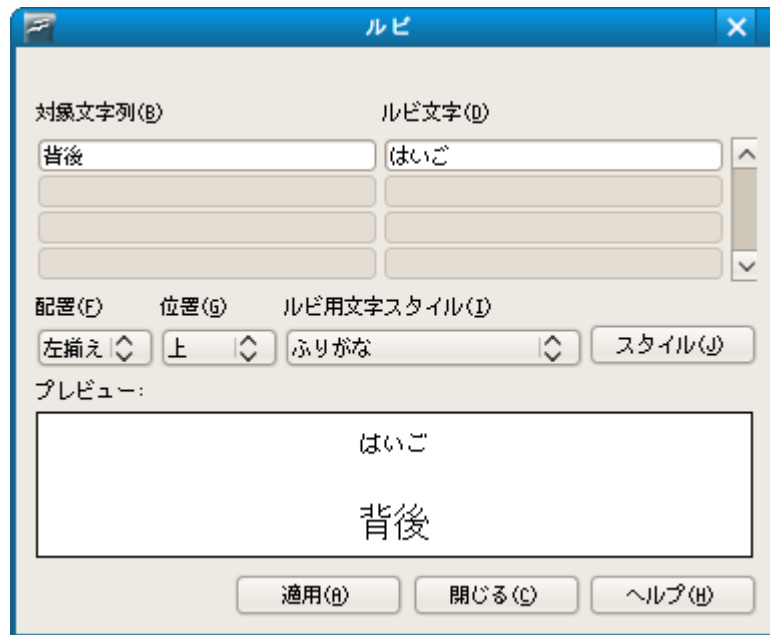 ルビ
対象文字列(B) ルビ文字(D)
背後 はいご
配置(F) 位置(G) ルビ用文字スタイル(I)
左揃え 上 ふりがな スタイル(J)
プレビュー:
はいご
背後
適用(A) 閉じる(C) ヘルプ(H)